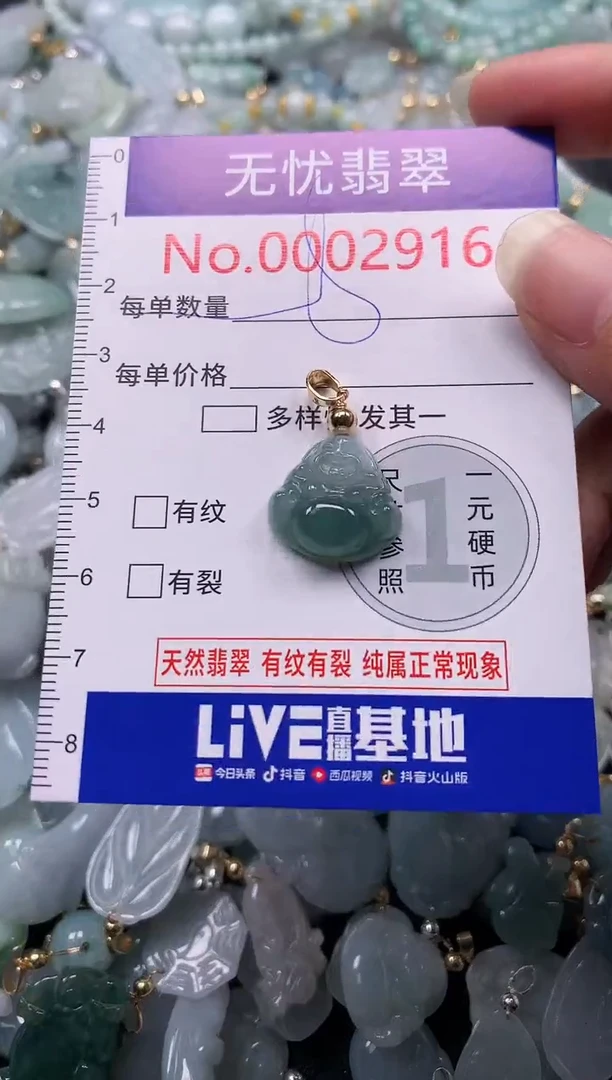 无忧翡翠
No.0002916
每单数量
每单价格
多样 发其一
有纹
有裂
1
一元硬币
照
天然翡翠 有纹有裂 纯属正常现象
LiVE直播基地
今日头条 抖音 西瓜视频 抖音火山版
0
1
2
3
4
5
6
7
8